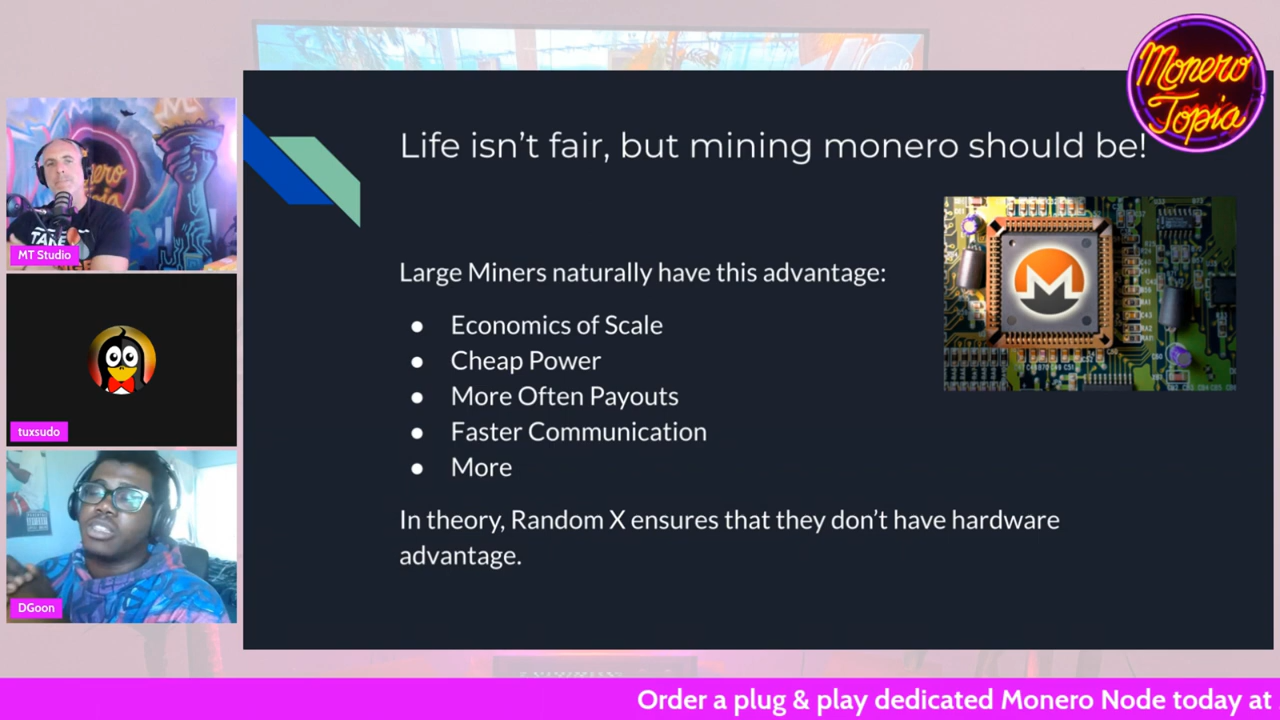 Monero
Topia
Life isn't fair, but mining monero should be!
Large Miners naturally have this advantage:
● Economics of Scale
● Cheap Power
● More Often Payouts
● Faster Communication
● More
In theory, Random X ensures that they don't have hardware
advantage.
MT Studio
tuxsudo
DGoon
Order a plug & play dedicated Monero Node today at